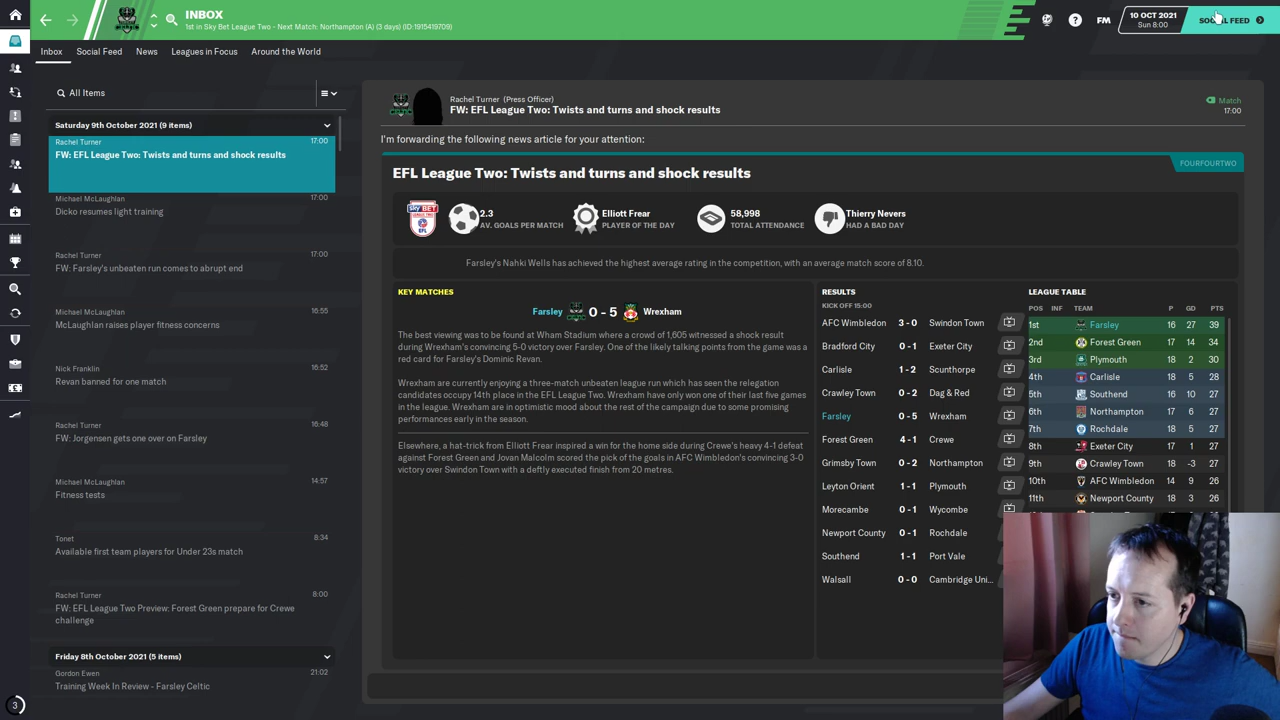 INBOX
1st in Sky Bet League Two - Next Match: Northampton (A) (3 days) (ID:1915419709)
FM
10 OCT 2021
Sun 8:00
SOCIAL FEED
Inbox
Social Feed
News
Leagues in Focus
Around the World
All Items
Saturday 9th October 2021 (9 items)
Rachel Turner 17:00
FW: EFL League Two: Twists and turns and shock results
Michael McLaughlan 17:00
Dicko resumes light training
Rachel Turner 17:00
FW: Farsley's unbeaten run comes to abrupt end
Michael McLaughlan 16:55
McLaughlan raises player fitness concerns
Nick Franklin 16:52
Revan banned for one match
Rachel Turner 16:48
FW: Jorgensen gets one over on Farsley
Michael McLaughlan 14:57
Fitness tests
Tonet 8:34
Available first team players for Under 23s match
Rachel Turner 8:00
FW: EFL League Two Preview: Forest Green prepare for Crewe
challenge
Friday 8th October 2021 (5 items)
Gordon Ewen 21:02
Training Week In Review - Farsley Celtic
3
Rachel Turner (Press Officer)
FW: EFL League Two: Twists and turns and shock results
Match
17:00
I'm forwarding the following news article for your attention:
FOURFOURTWO
EFL League Two: Twists and turns and shock results
sky BET
LEAGUE TWO
EFL
2.3
AV. GOALS PER MATCH
Elliott Frear
PLAYER OF THE DAY
58,998
TOTAL ATTENDANCE
Thierry Nevers
HAD A BAD DAY
Farsley's Nahki Wells has achieved the highest average rating in the competition, with an average match score of 8.10.
KEY MATCHES
Farsley 0 - 5 Wrexham
The best viewing was to be found at Wham Stadium where a crowd of 1,605 witnessed a shock result
during Wrexham's convincing 5-0 victory over Farsley. One of the likely talking points from the game was a
red card for Farsley's Dominic Revan.
Wrexham are currently enjoying a three-match unbeaten league run which has seen the relegation
candidates occupy 14th place in the EFL League Two. Wrexham have only won one of their last five games
in the league. Wrexham are in optimistic mood about the rest of the campaign due to some promising
performances early in the season.
Elsewhere, a hat-trick from Elliott Frear inspired a win for the home side during Crewe's heavy 4-1 defeat
against Forest Green and Jovan Malcolm scored the pick of the goals in AFC Wimbledon's convincing 3-0
victory over Swindon Town with a deftly executed finish from 20 metres.
RESULTS
KICK OFF 15:00
AFC Wimbledon 3 - 0 Swindon Town
Bradford City 0 - 1 Exeter City
Carlisle 1 - 2 Scunthorpe
Crawley Town 0 - 2 Dag & Red
Farsley 0 - 5 Wrexham
Forest Green 4 - 1 Crewe
Grimsby Town 0 - 2 Northampton
Leyton Orient 1 - 1 Plymouth
Morecambe 0 - 1 Wycombe
Newport County 0 - 1 Rochdale
Southend 1 - 1 Port Vale
Walsall 0 - 0 Cambridge Uni...
LEAGUE TABLE
POS INF TEAM P GD PTS
1st Farsley 16 27 39
2nd Forest Green 17 14 34
3rd Plymouth 18 2 30
4th Carlisle 18 5 28
5th Southend 16 10 27
6th Northampton 17 6 27
7th Rochdale 18 5 27
8th Exeter City 17 1 27
9th Crawley Town 18 -3 27
10th AFC Wimbledon 14 9 26
11th Newport County 18 3 26